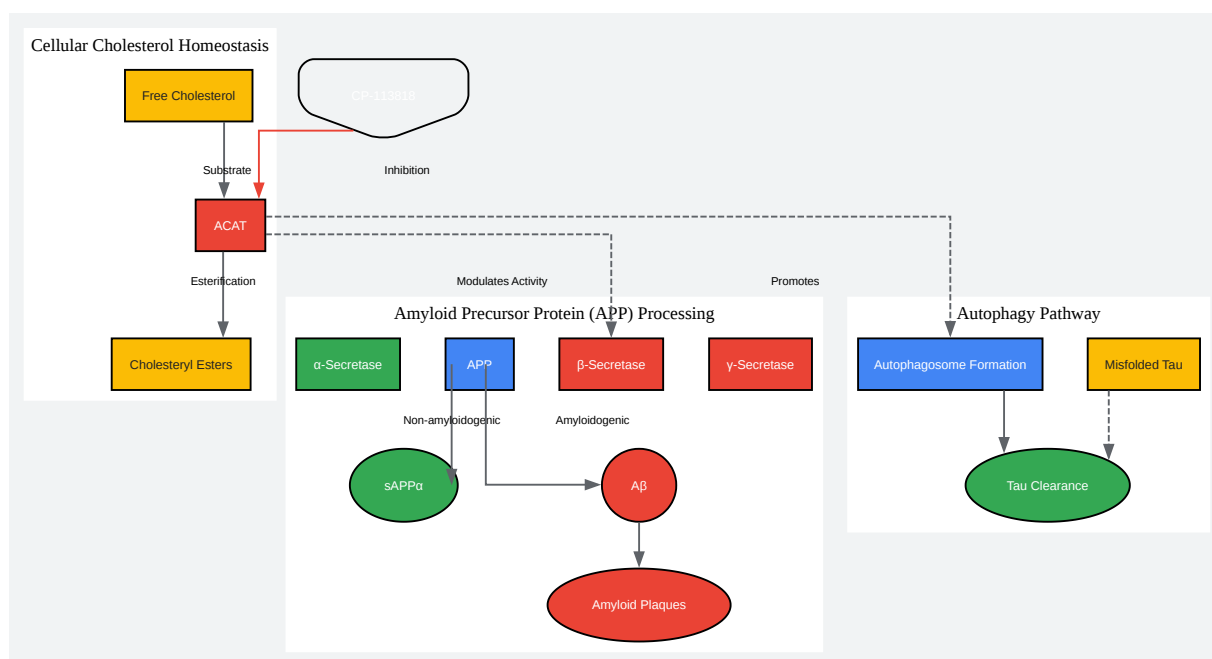 Cellular Cholesterol Homeostasis
Free Cholesterol
CP-113818
Substrate
Inhibition
ACAT
Esterification
Modulates Activity
Promotes
Amyloid Precursor Protein (APP) Processing
Autophagy Pathway
Cholesteryl Esters
α-Secretase
APP
β-Secretase
γ-Secretase
Autophagosome Formation
Misfolded Tau
Non-amyloidogenic
Amyloidogenic
sAPPα
Aβ
Tau Clearance
Amyloid Plaques